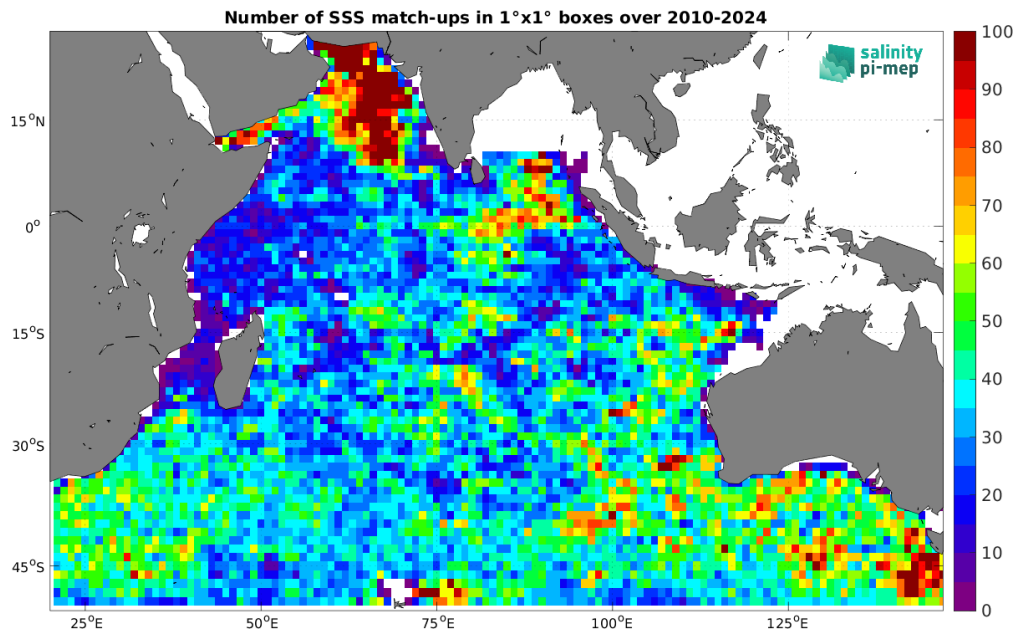 Number of SSS match-ups in 1°x1° boxes over 2010-2024
salinity
pi-mep
100
90
80
70
60
50
40
30
20
10
0
15°N
0°
15°S
30°S
45°S
25°E
50°E
75°E
100°E
125°E